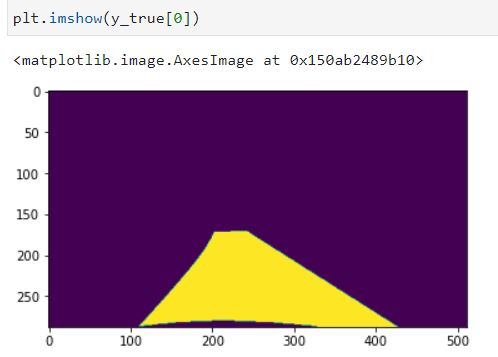 plt.imshow(y_true[0])
<matplotlib.image.AxesImage at 0x150ab2489b10>
0
50
100
150
200
250
0 100 200 300 400 500